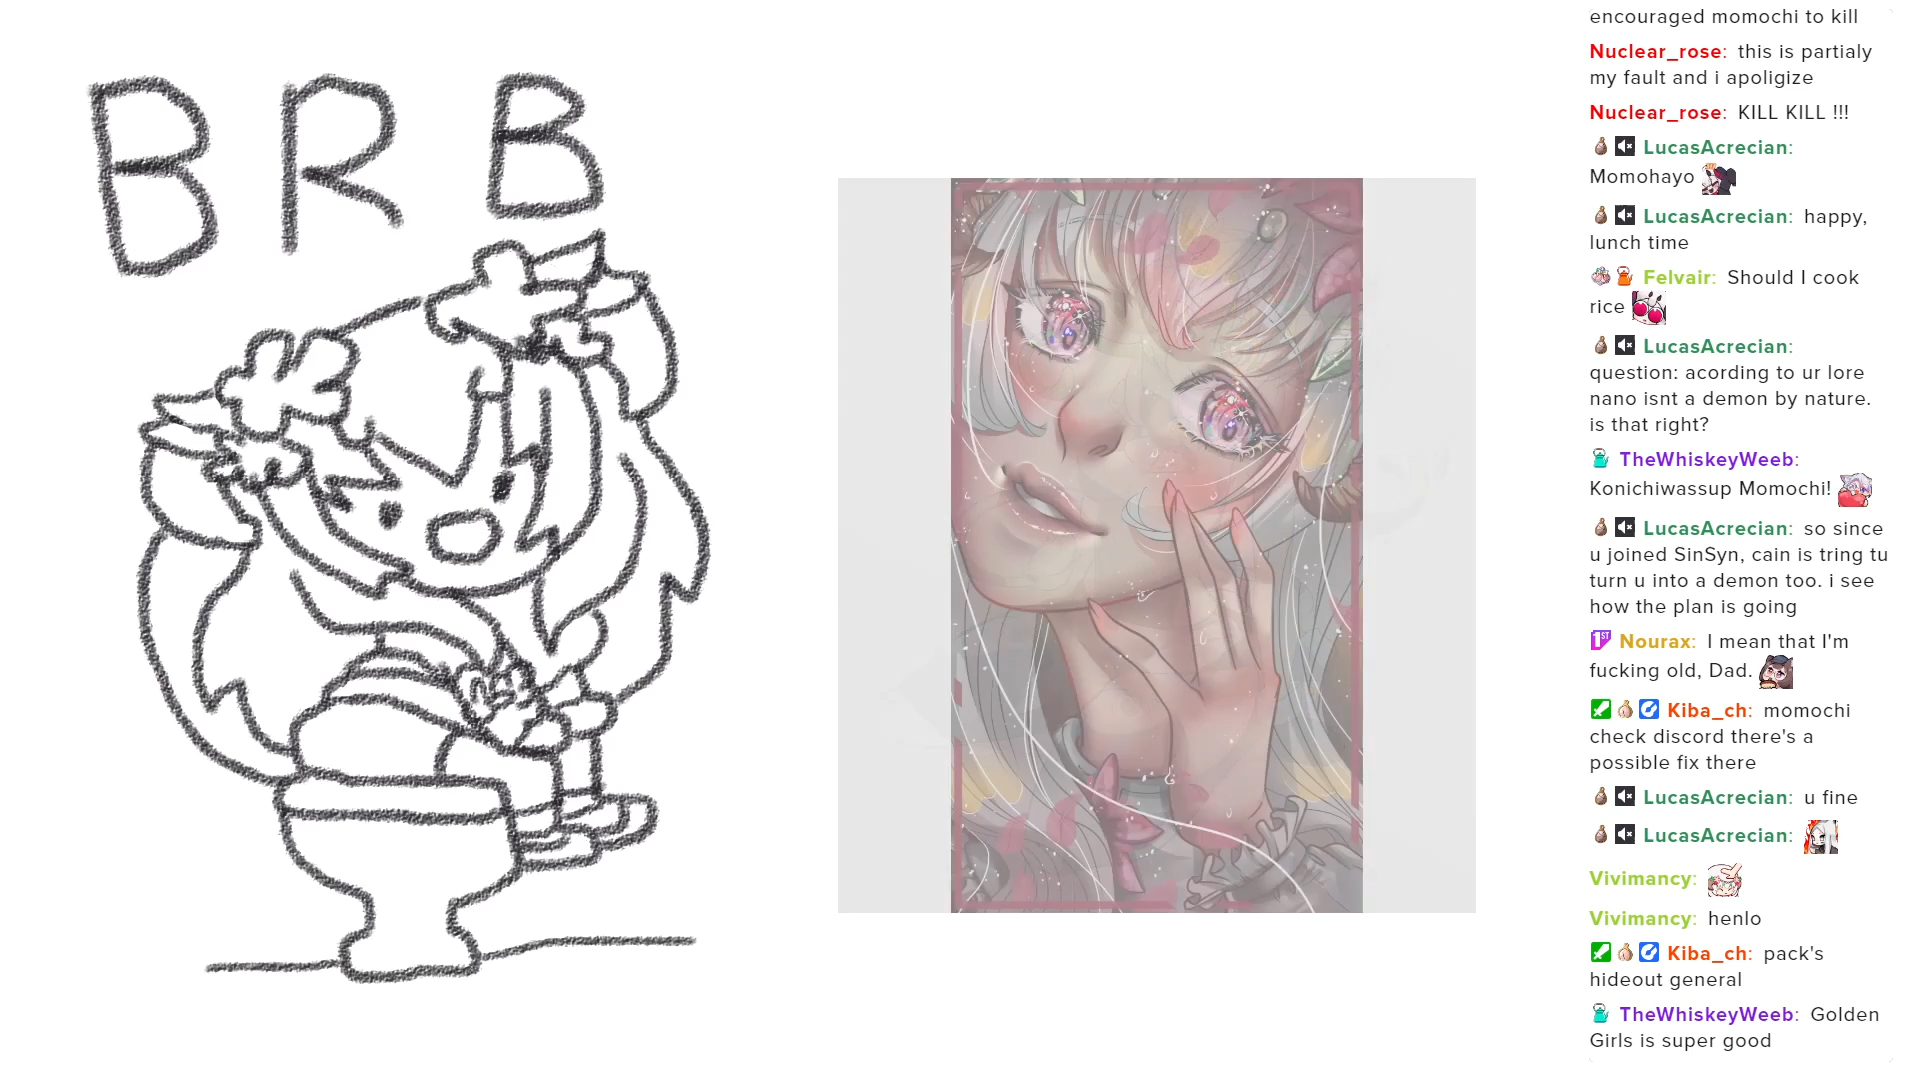 BRB
encouraged momochi to kill
Nuclear_rose: this is partialy
my fault and i apoligize
Nuclear_rose: KILL KILL !!!
LucasAcrecian:
Momohayo
LucasAcrecian: happy,
lunch time
Felvair: Should I cook
rice
LucasAcrecian:
question: acording to ur lore
nano isnt a demon by nature.
is that right?
TheWhiskeyWeeb:
Konichiwassup Momochi!
LucasAcrecian: so since
u joined SinSyn, cain is tring tu
turn u into a demon too. i see
how the plan is going
1ST Nourax: I mean that I'm
fucking old, Dad.
Kiba_ch: momochi
check discord there's a
possible fix there
LucasAcrecian: u fine
LucasAcrecian:
Vivimancy:
Vivimancy: henlo
Kiba_ch: pack's
hideout general
TheWhiskeyWeeb: Golden
Girls is super good